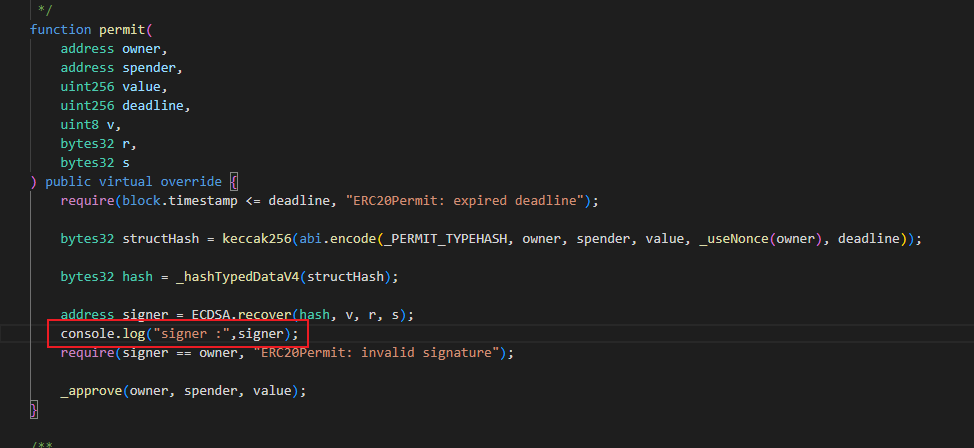 */
function permit(
address owner,
address spender,
uint256 value,
uint256 deadline,
uint8 v,
bytes32 r,
bytes32 s
) public virtual override {
require(block.timestamp <= deadline, "ERC20Permit: expired deadline");
bytes32 structHash = keccak256(abi.encode(_PERMIT_TYPEHASH, owner, spender, value, _useNonce(owner), deadline));
bytes32 hash = _hashTypedDataV4(structHash);
address signer = ECDSA.recover(hash, v, r, s);
console.log("signer :",signer);
require(signer == owner, "ERC20Permit: invalid signature");
_approve(owner, spender, value);
}
/**